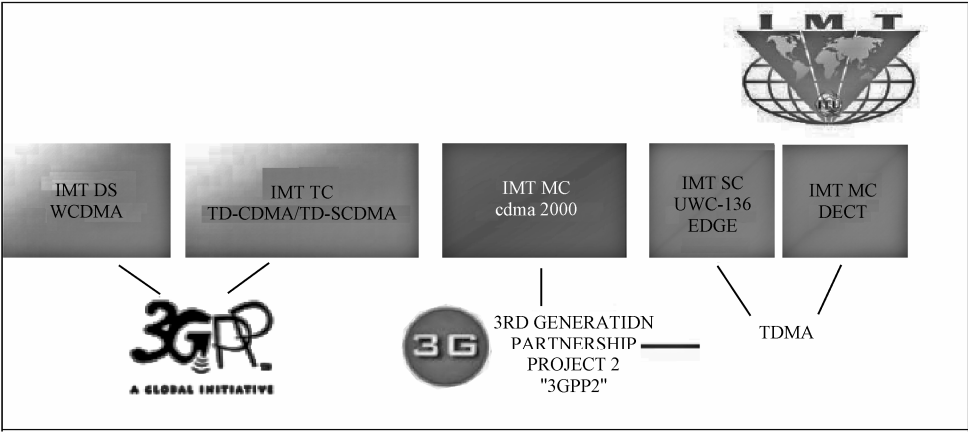 I M T
ITU
IMT DS
WCDMA
IMT TC
TD-CDMA/TD-SCDMA
IMT MC
cdma 2000
IMT SC
UWC-136
EDGE
IMT MC
DECT
3GPP
A GLOBAL INITIATIVE
3G
3RD GENERATIDN
PARTNERSHIP
PROJECT 2
"3GPP2"
TDMA